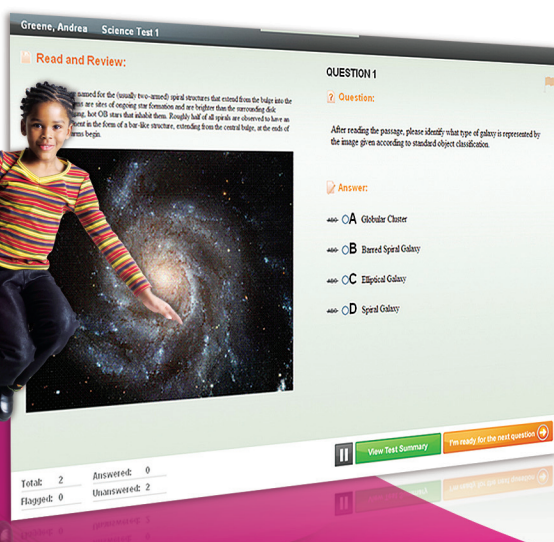 Greene, Andrea Science Test 1
Read and Review:
named for the (usually two-armed) spiral structures that extend from the bulge into the
are sites of ongoing star formation and are brighter than the surrounding disk
hot OB stars that inhabit them. Roughly half of all spirals are observed to have an
in the form of a bar-like structure, extending from the central bulge, at the ends of
begin.
QUESTION 1
Question:
After reading the passage, please identify what type of galaxy is represented by
the image given according to standard object classification.
Answer:
ABC A Globular Cluster
ABC B Barred Spiral Galaxy
ABC C Elliptical Galaxy
ABC D Spiral Galaxy
View Test Summary
I'm ready for the next question
Total: 2 Answered: 0
Flagged: 0 Unanswered: 2